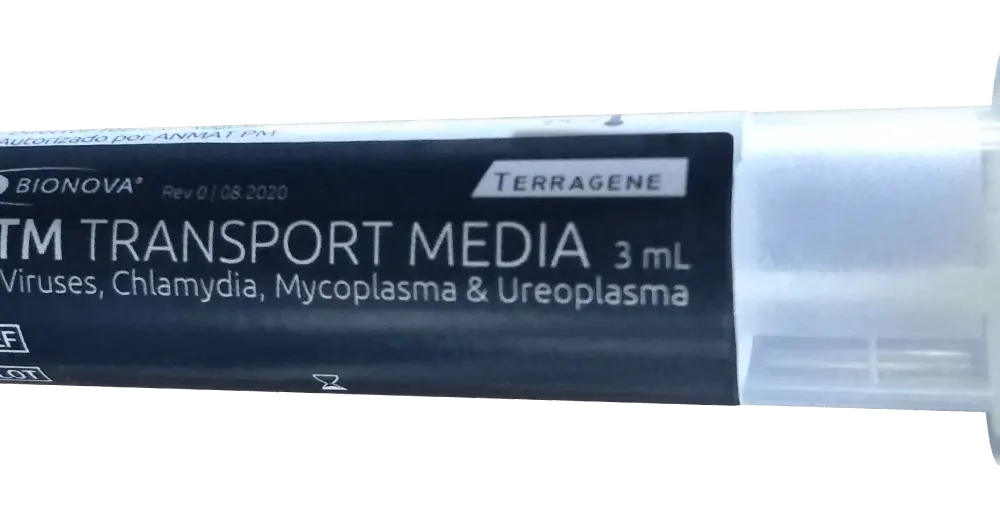 Autorizado por ANMAT PM
BIONOVA®
Rev 0 | 08.2020
TERRAGENE
TM TRANSPORT MEDIA 3 mL
Viruses, Chlamydia, Mycoplasma & Ureoplasma
EF
LOT